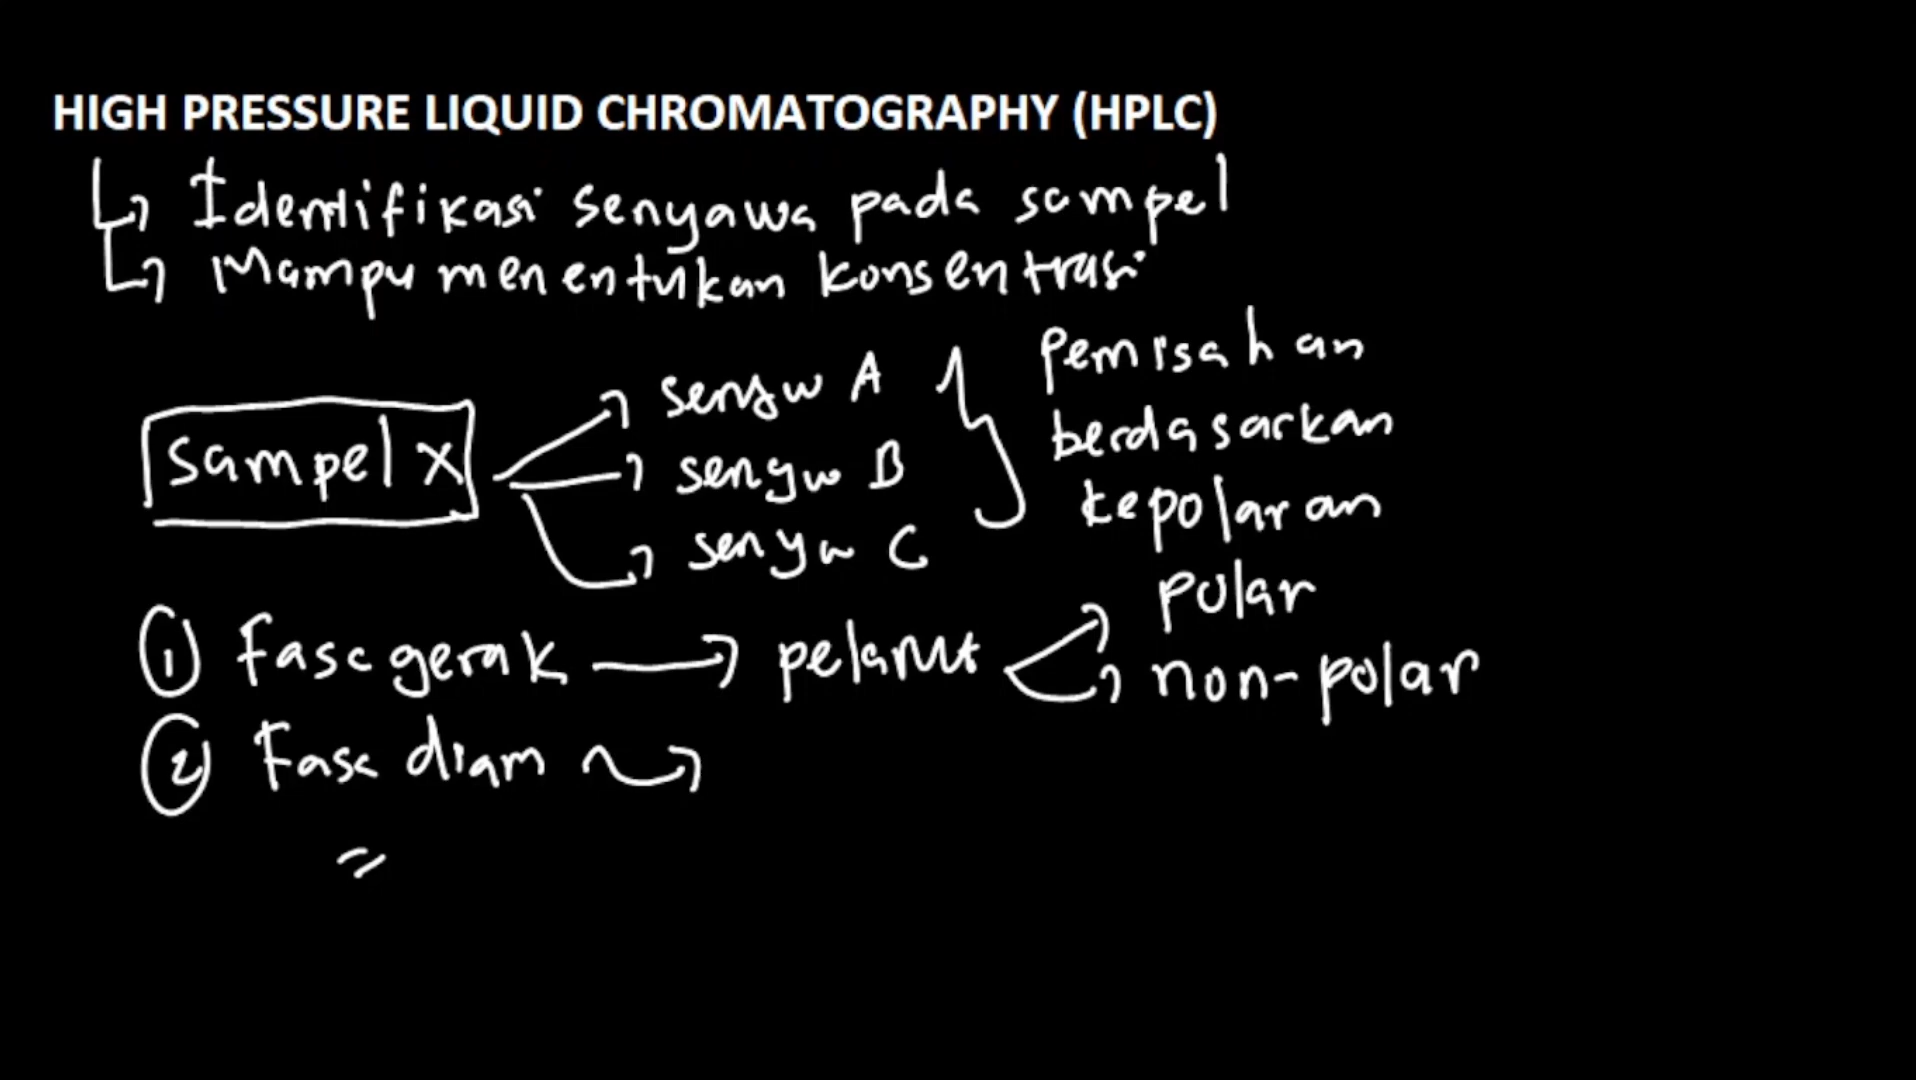 HIGH PRESSURE LIQUID CHROMATOGRAPHY (HPLC)
Identifikasi senyawa pada sampel
Mampu menentukan konsentrasi
Sampel x
senyw A
senyw B
senyw C
Pemisahan
berdasarkan
kepolaran
① Fase gerak → pelarut
polar
non-polar
② Fase diam